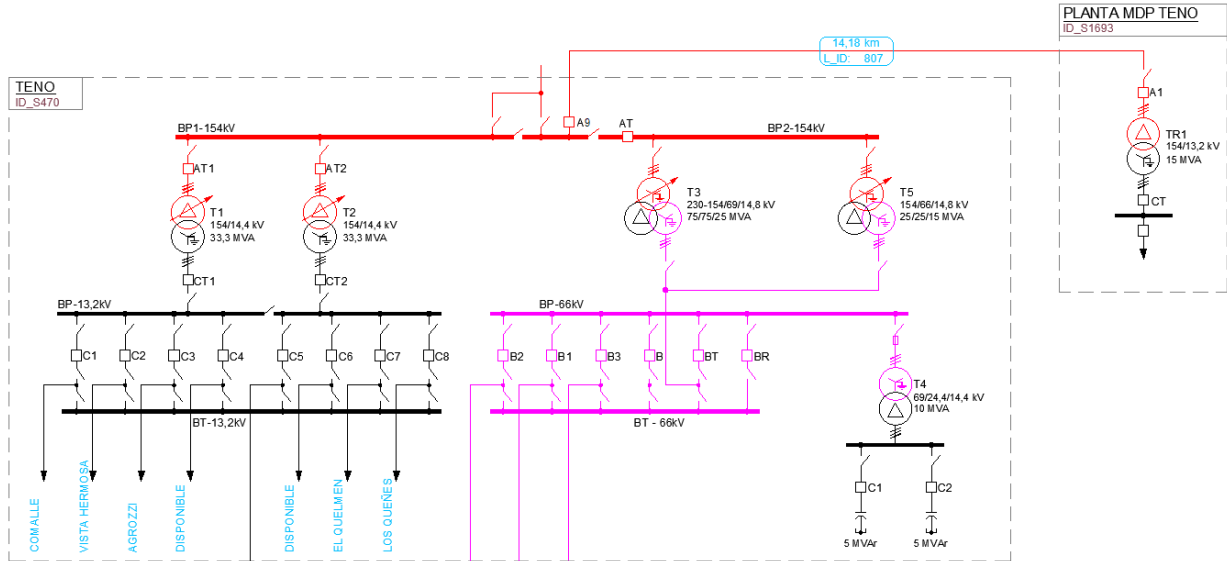 PLANTA MDP TENO
ID_S1693
14,18 km
L_ID: 807
TENO
ID_S470
A9
AT
BP1-154kV
BP2-154kV
A1
TR1
154/13,2 kV
15 MVA
CT
AT1
AT2
T1
154/14,4 kV
33,3 MVA
T2
154/14,4 kV
33,3 MVA
T3
230-154/69/14,8 kV
75/75/25 MVA
T5
154/66/14,8 kV
25/25/15 MVA
CT1
CT2
BP-13,2kV
BP-66kV
C1
C2
C3
C4
C5
C6
C7
C8
B2
B1
B3
B
BT
BR
T4
69/24,4/14,4 kV
10 MVA
BT-13,2kV
BT - 66kV
COMALLE
VISTA HERMOSA
AGROZZI
DISPONIBLE
DISPONIBLE
EL QUELMEN
LOS QUEÑES
C1
C2
5 MVAr
5 MVAr